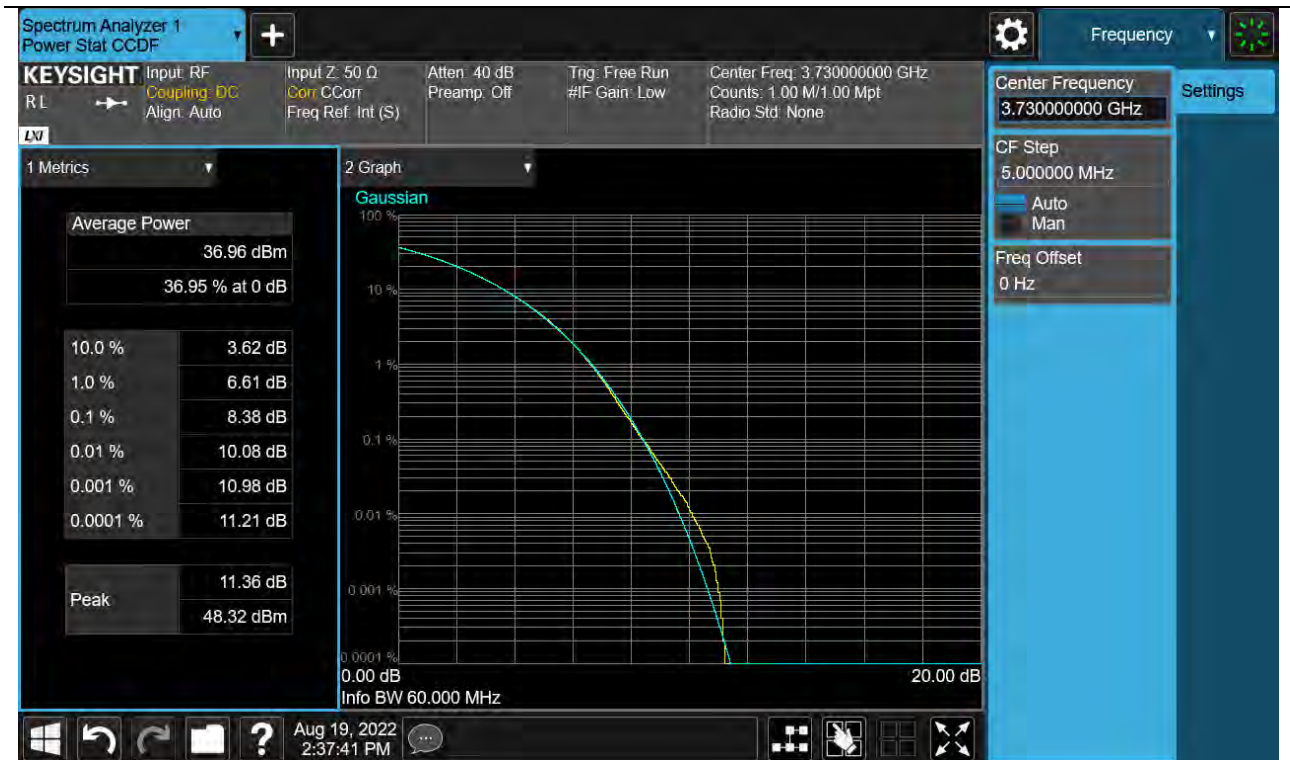 Spectrum Analyzer 1
Power Stat CCDF
Frequency
KEYSIGHT
RL
LXI
Input: RF
Coupling: DC
Align: Auto
Input Z: 50 Ω
Corr CCorr
Freq Ref: Int (S)
Atten: 40 dB
Preamp: Off
Trig: Free Run
#IF Gain: Low
Center Freq: 3.730000000 GHz
Counts: 1.00 M/1.00 Mpt
Radio Std: None
Center Frequency
3.730000000 GHz
Settings
CF Step
5.000000 MHz
Auto
Man
Freq Offset
0 Hz
1 Metrics
Average Power
36.96 dBm
36.95 % at 0 dB
10.0 % 3.62 dB
1.0 % 6.61 dB
0.1 % 8.38 dB
0.01 % 10.08 dB
0.001 % 10.98 dB
0.0001 % 11.21 dB
Peak
11.36 dB
48.32 dBm
2 Graph
Gaussian
100 %
10 %
1 %
0.1 %
0.01 %
0.001 %
0.0001 %
0.00 dB 20.00 dB
Info BW 60.000 MHz
Aug 19, 2022
2:37:41 PM